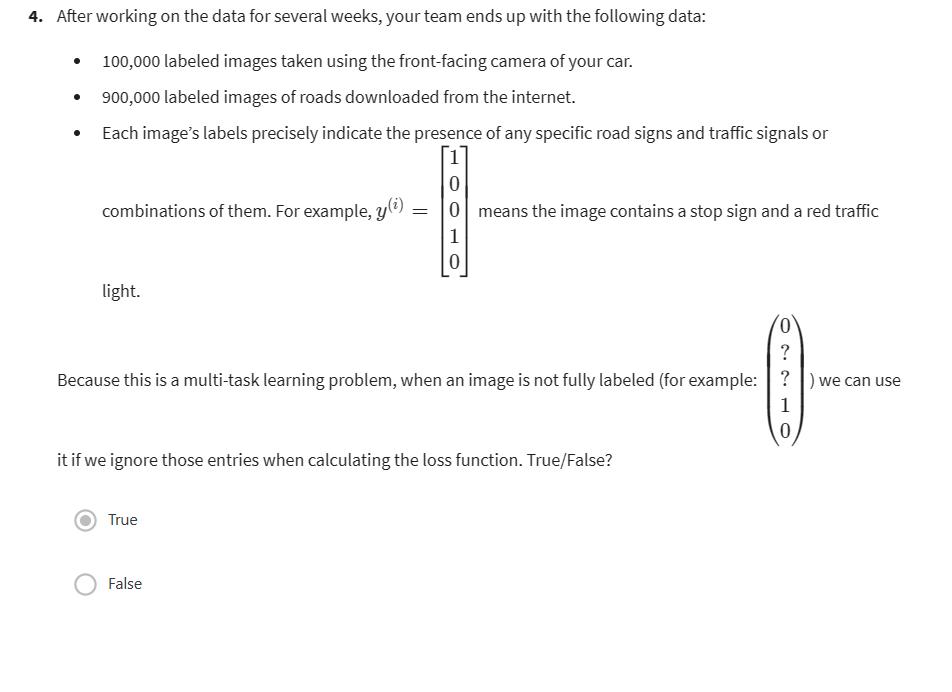 4. After working on the data for several weeks, your team ends up with the following data:
• 100,000 labeled images taken using the front-facing camera of your car.
• 900,000 labeled images of roads downloaded from the internet.
• Each image's labels precisely indicate the presence of any specific road signs and traffic signals or
combinations of them. For example, y^(i) = [1 0 0 1 0] means the image contains a stop sign and a red traffic
light.
Because this is a multi-task learning problem, when an image is not fully labeled (for example: (0 ? ? 1 0) ) we can use
it if we ignore those entries when calculating the loss function. True/False?
True
False